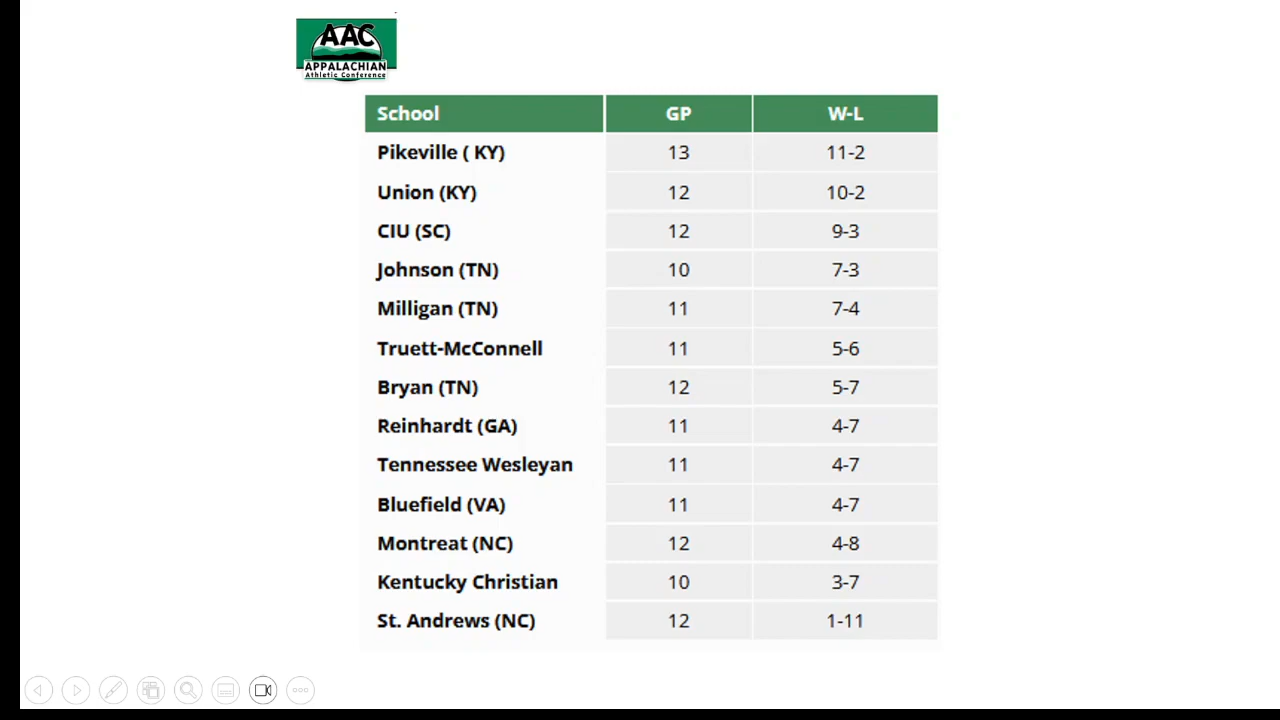 AAC
APPALACHIAN
Athletic Conference
School GP W-L
Pikeville ( KY) 13 11-2
Union (KY) 12 10-2
CIU (SC) 12 9-3
Johnson (TN) 10 7-3
Milligan (TN) 11 7-4
Truett-McConnell 11 5-6
Bryan (TN) 12 5-7
Reinhardt (GA) 11 4-7
Tennessee Wesleyan 11 4-7
Bluefield (VA) 11 4-7
Montreat (NC) 12 4-8
Kentucky Christian 10 3-7
St. Andrews (NC) 12 1-11